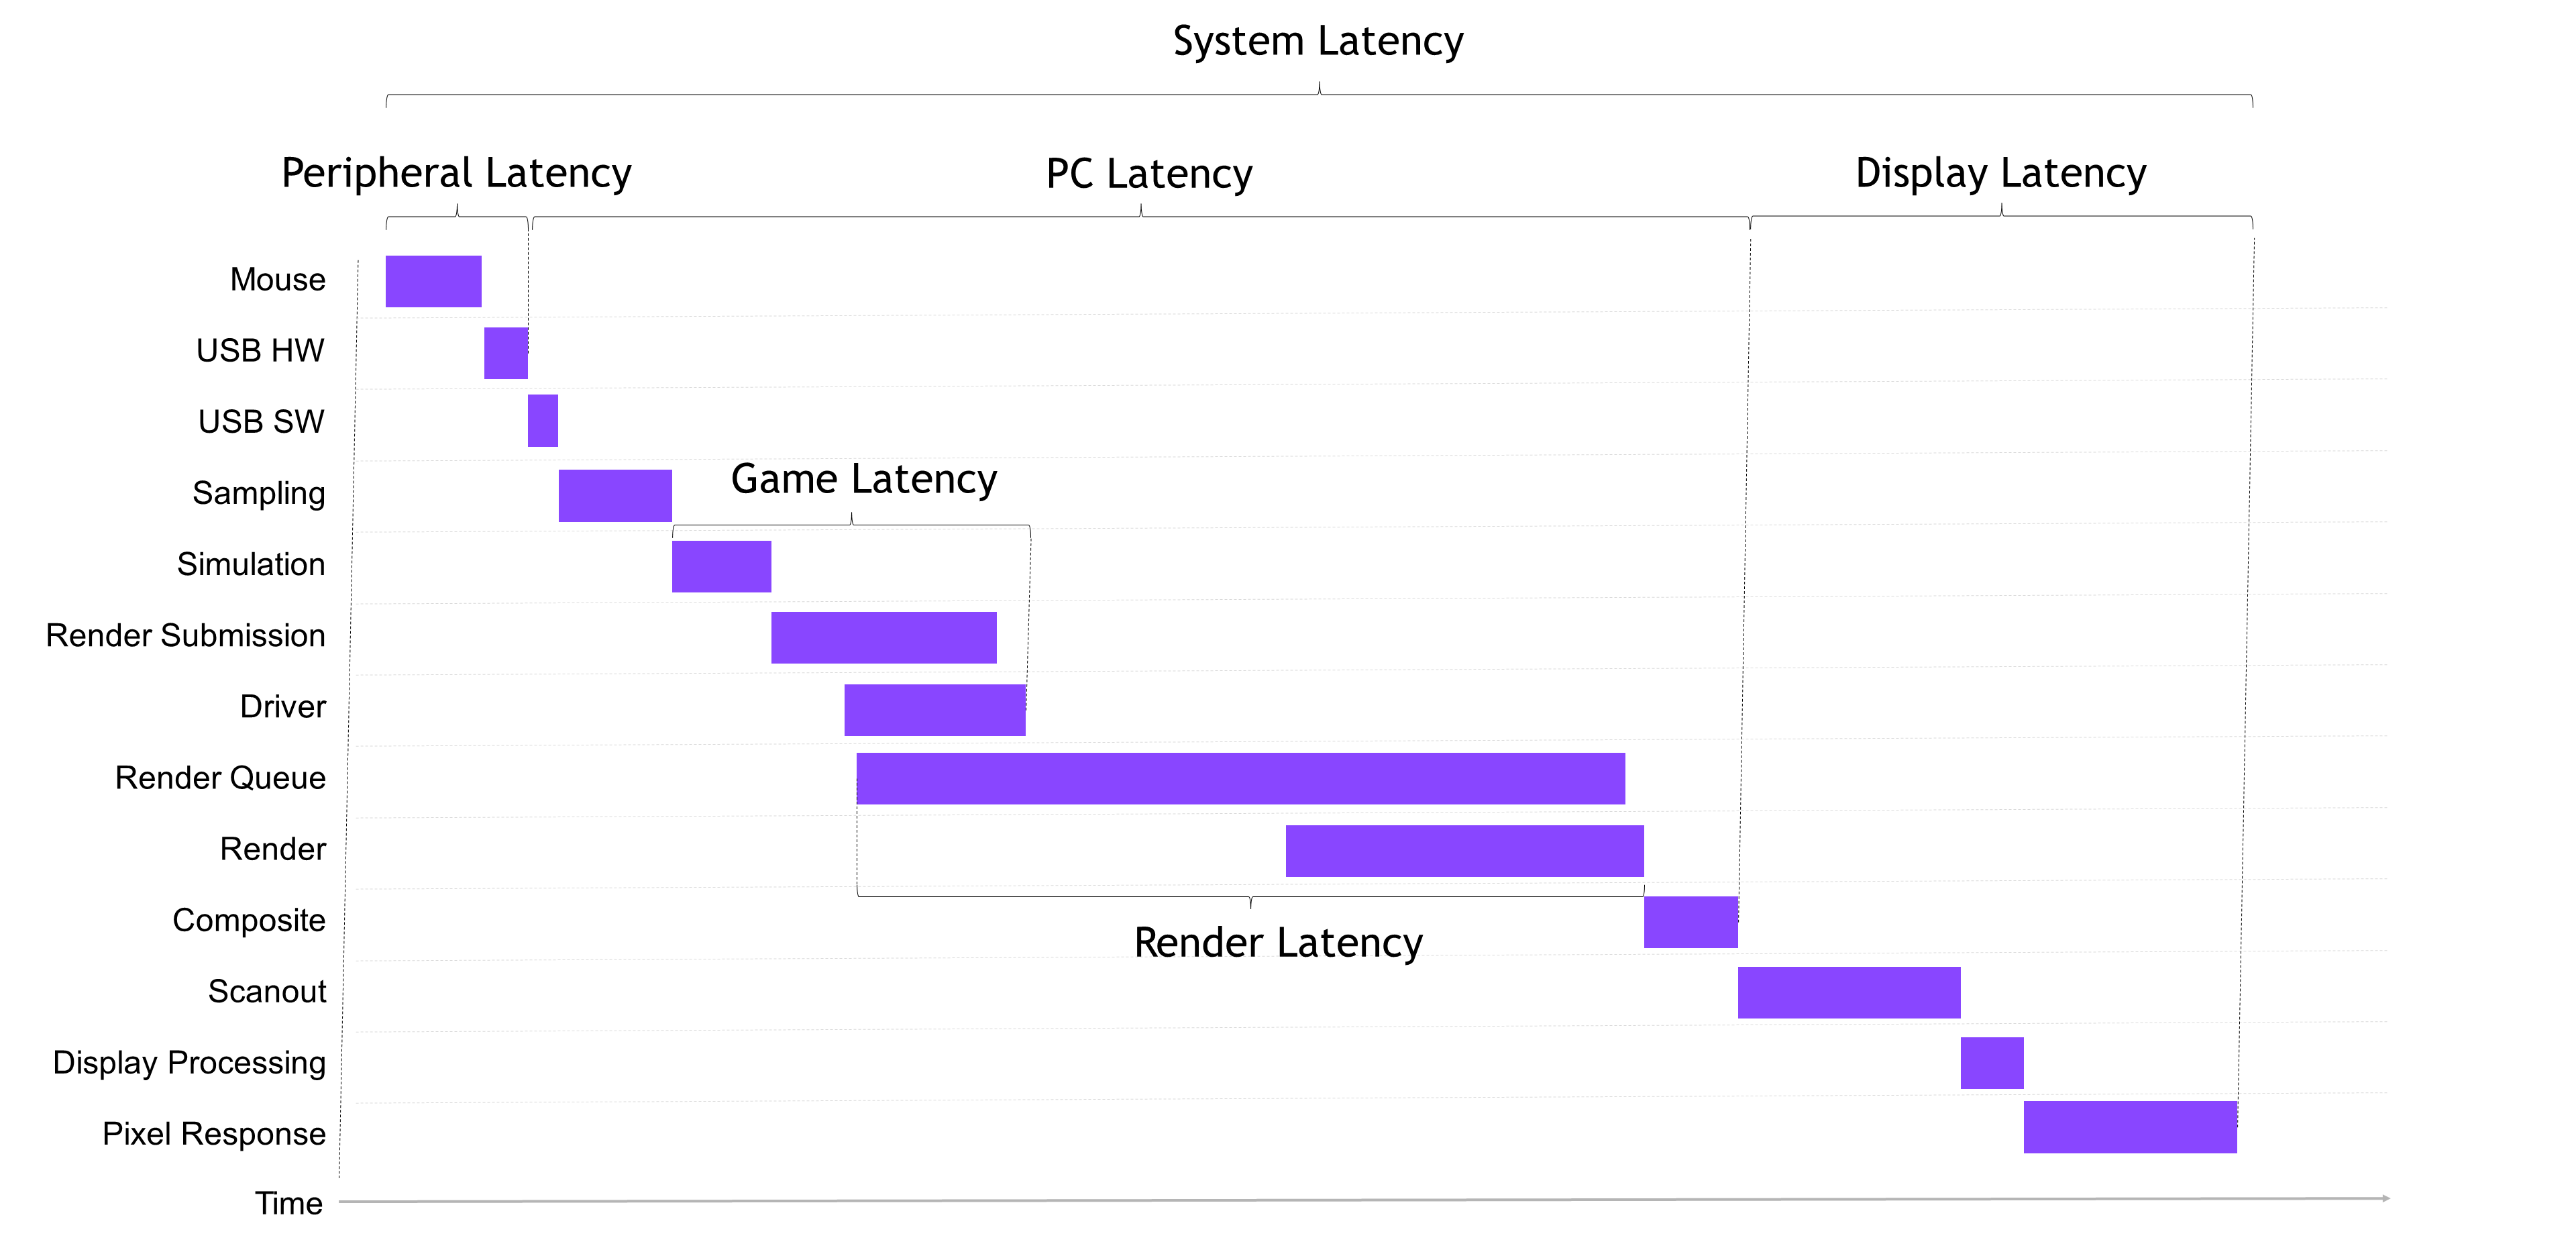 System Latency
Peripheral Latency
PC Latency
Display Latency
Mouse
USB HW
USB SW
Sampling
Game Latency
Simulation
Render Submission
Driver
Render Queue
Render
Composite
Render Latency
Scanout
Display Processing
Pixel Response
Time